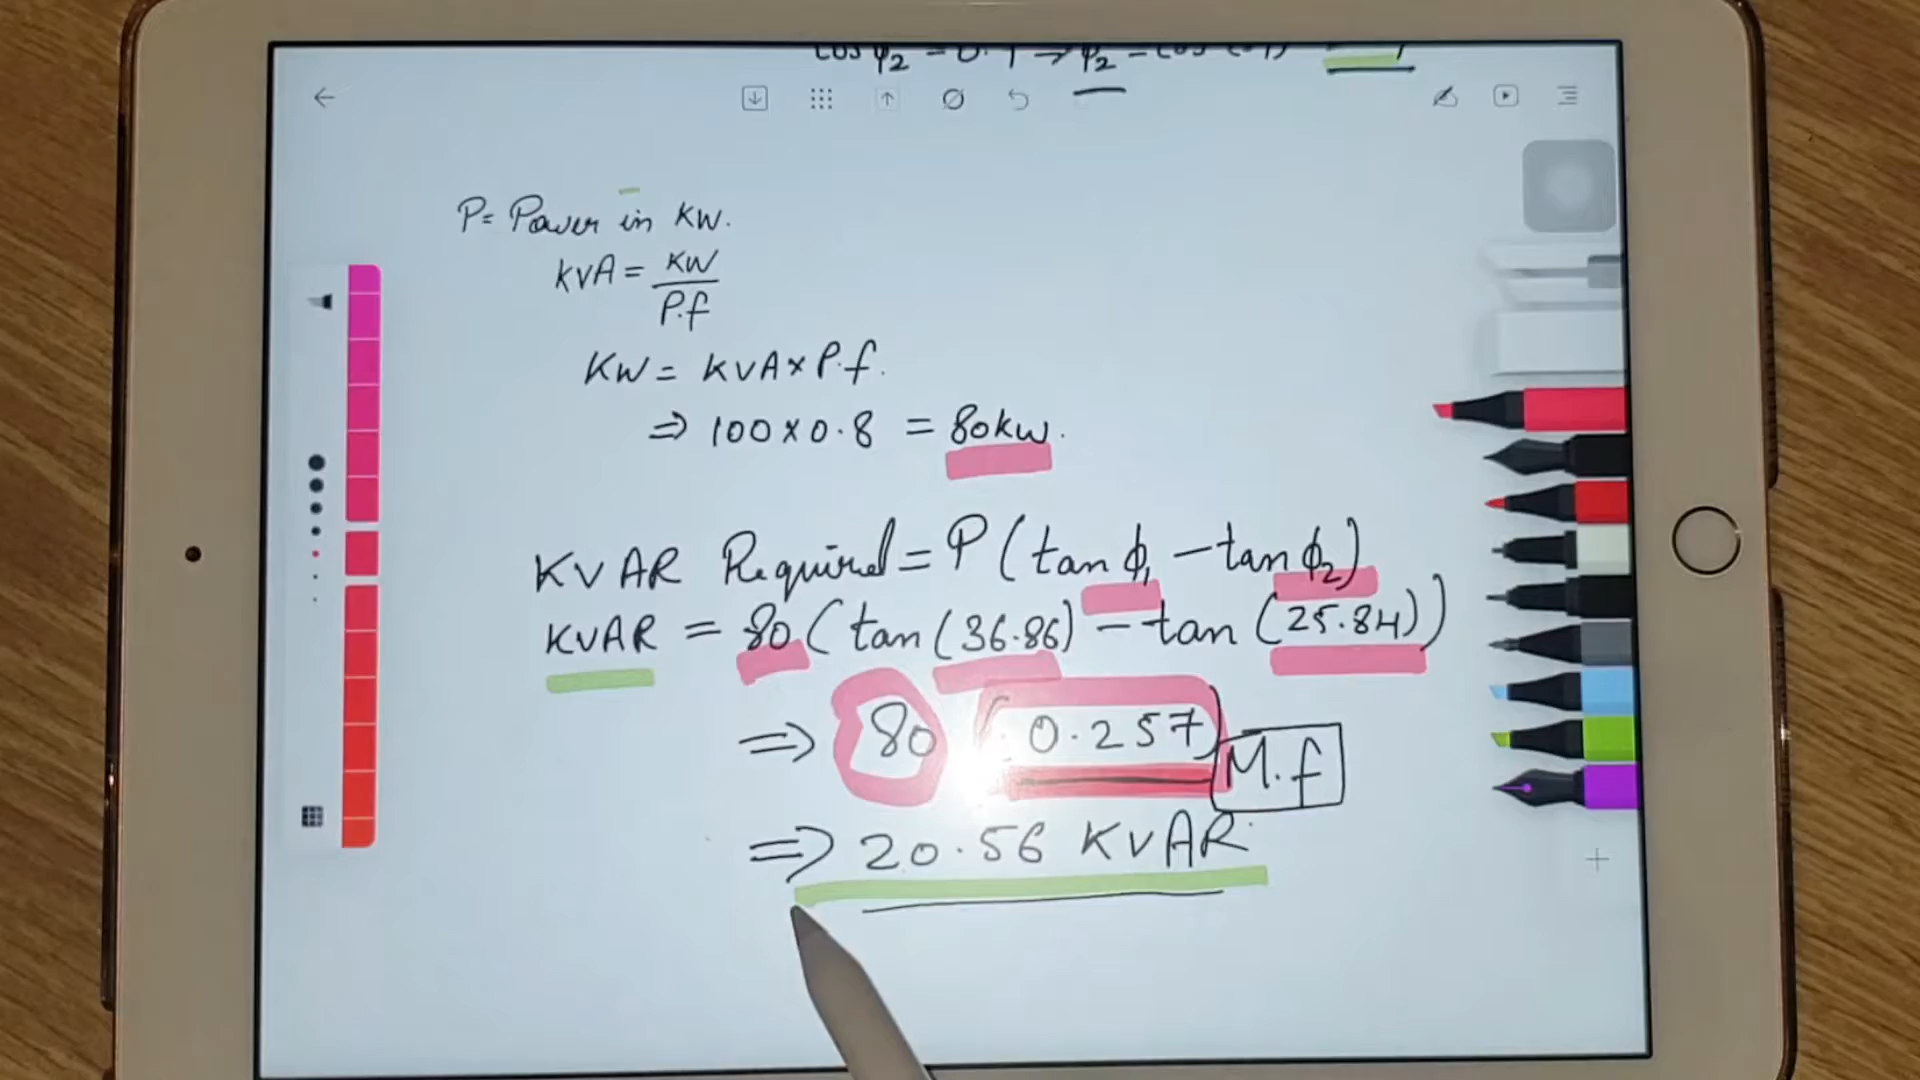 P= Power in KW.
KVA = KW
P.f
KW = KVA × P.f.
⇒ 100 × 0.8 = 80kw.
KVAR Required = P (tan ϕ1 - tan ϕ2)
KVAR = 80 (tan (36.86) - tan (25.84))
⇒ 80 (0.257) M.f
⇒ 20.56 KVAR